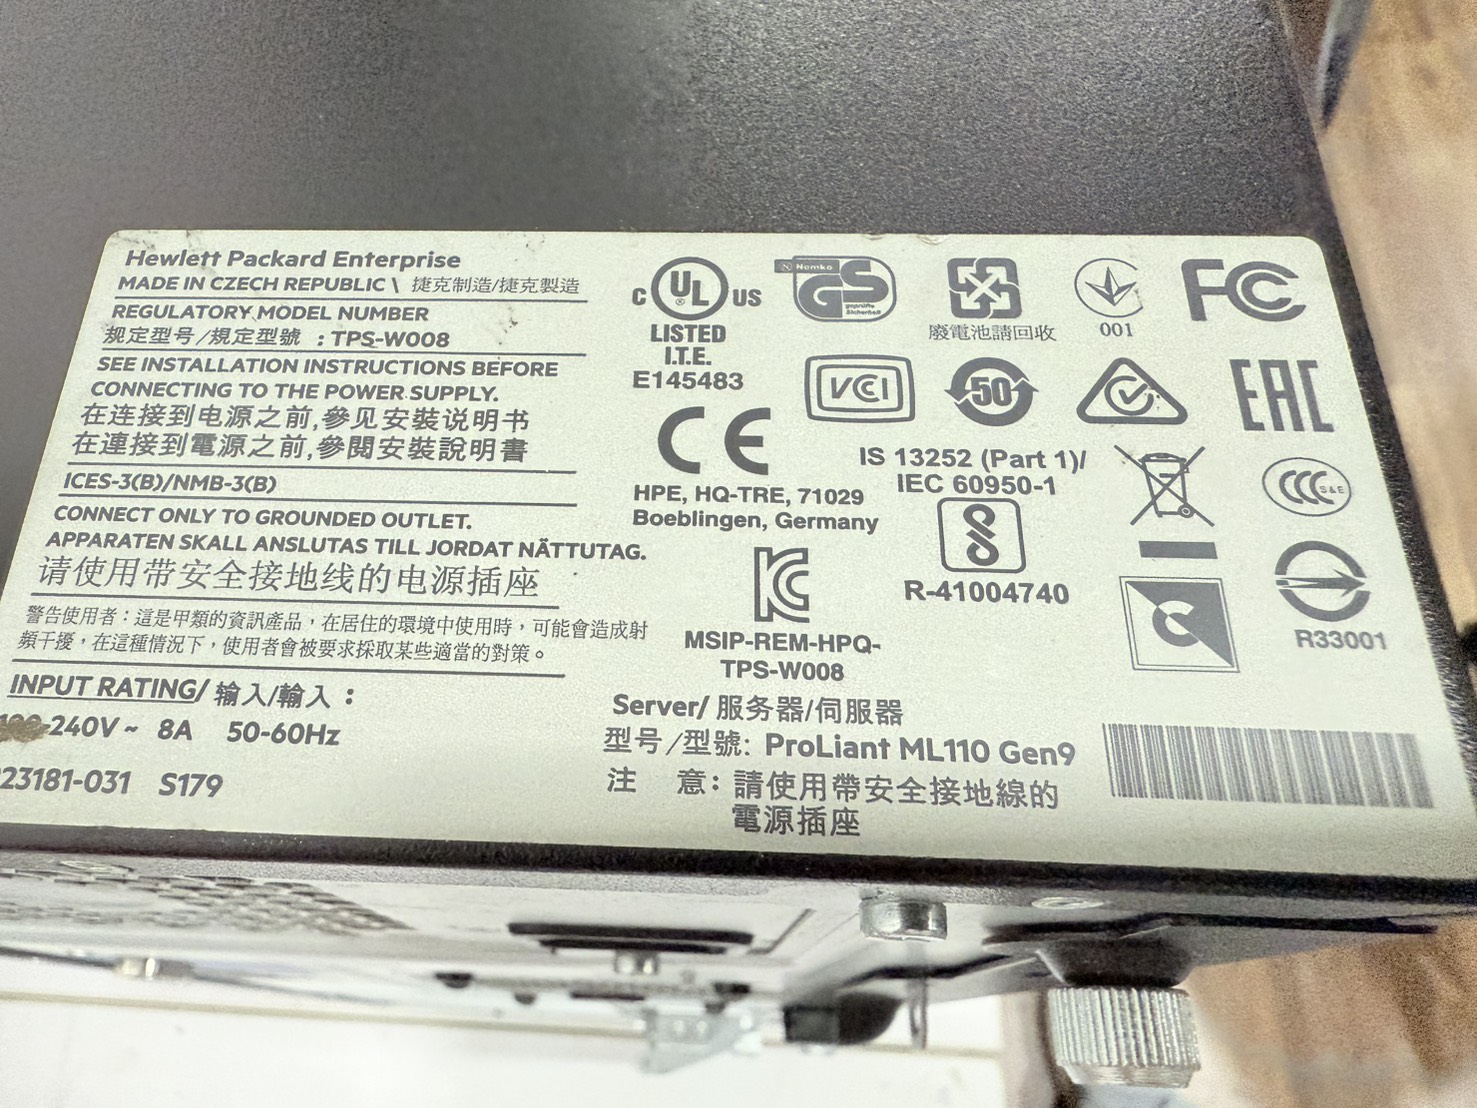 Hewlett Packard Enterprise
MADE IN CZECH REPUBLIC \ 捷克制造/捷克製造
REGULATORY MODEL NUMBER
规定型号/規定型號 : TPS-W008
SEE INSTALLATION INSTRUCTIONS BEFORE
CONNECTING TO THE POWER SUPPLY.
在连接到电源之前,參见安裝说明书
在連接到電源之前,參閱安裝說明書
ICES-3(B)/NMB-3(B)
CONNECT ONLY TO GROUNDED OUTLET.
APPARATEN SKALL ANSLUTAS TILL JORDAT NÄTTUTAG.
请使用带安全接地线的电源插座
警告使用者：這是甲類的資訊產品，在居住的環境中使用時，可能會造成射
頻干擾，在這種情況下，使用者會被要求採取某些適當的對策。
INPUT RATING/ 输入/輸入：
-240V ~ 8A 50-60Hz
23181-031 S179
C UL US
®
LISTED
I.T.E.
E145483
N Nemko
GS
geprüfte
Sicherheit
廢電池請回收
001
FC
VCI
50
EAC
CE
HPE, HQ-TRE, 71029
Boeblingen, Germany
IS 13252 (Part 1)/
IEC 60950-1
R-41004740
CCC S&E
KC
MSIP-REM-HPQ-
TPS-W008
C
R33001
Server/ 服务器/伺服器
型号/型號: ProLiant ML110 Gen9
注 意: 請使用帶安全接地線的
電源插座